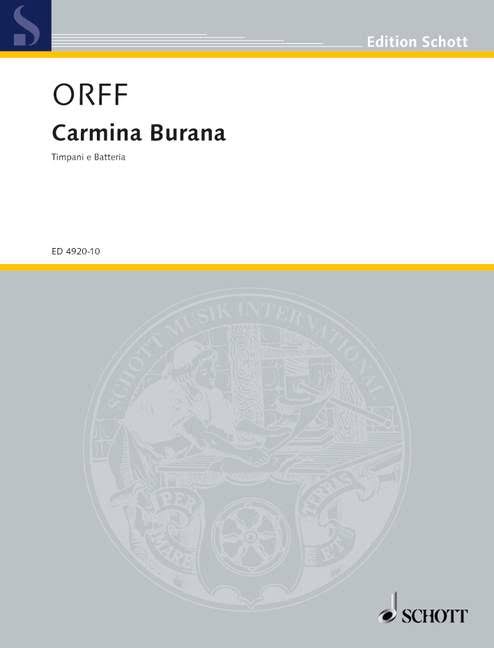 S
Edition Schott
ORFF
Carmina Burana
Timpani e Batteria
ED 4920-10
SCHOTT MUSIK INTERNATIONAL
PER MARE
ET TERRAS
SCHOTT